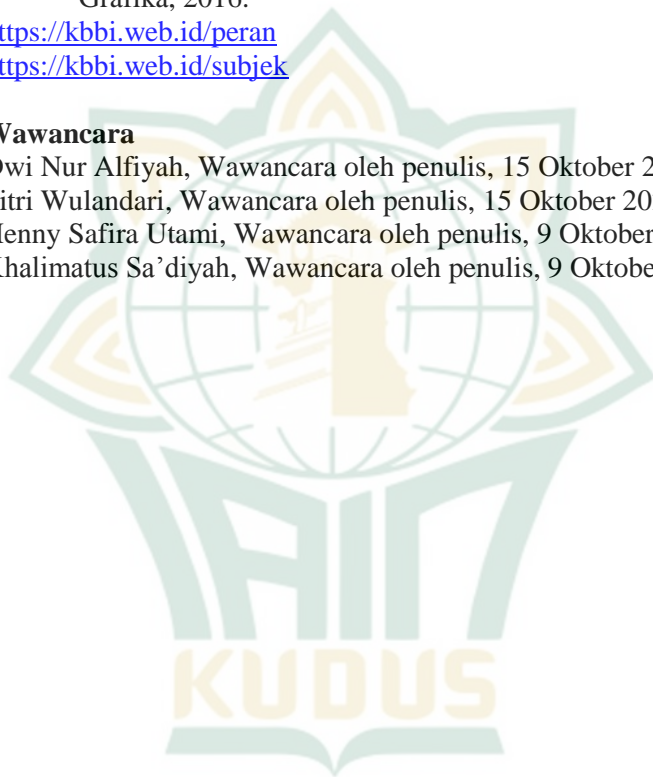 Grafika, 2016.
ttps://kbbi.web.id/peran
ttps://kbbi.web.id/subjek
Wawancara
Dwi Nur Alfiyah, Wawancara oleh penulis, 15 Oktober 2
itri Wulandari, Wawancara oleh penulis, 15 Oktober 20
Henny Safira Utami, Wawancara oleh penulis, 9 Oktober
Khalimatus Sa’diyah, Wawancara oleh penulis, 9 Oktobe
IAIN
KUDUS